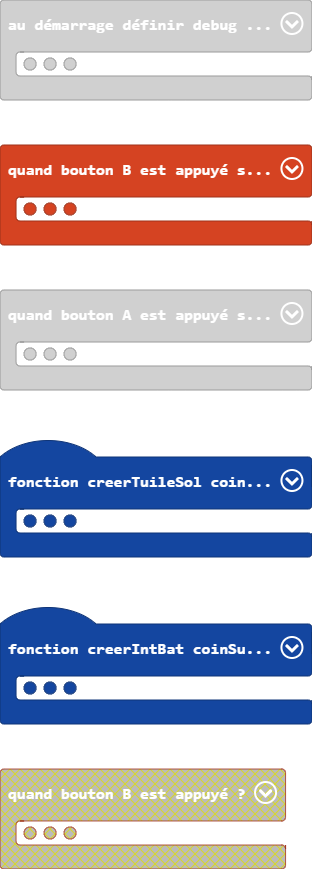 au démarrage définir debug ...
quand bouton B est appuyé s...
quand bouton A est appuyé s...
fonction creerTuileSol coin...
fonction creerIntBat coinSu...
quand bouton B est appuyé ?